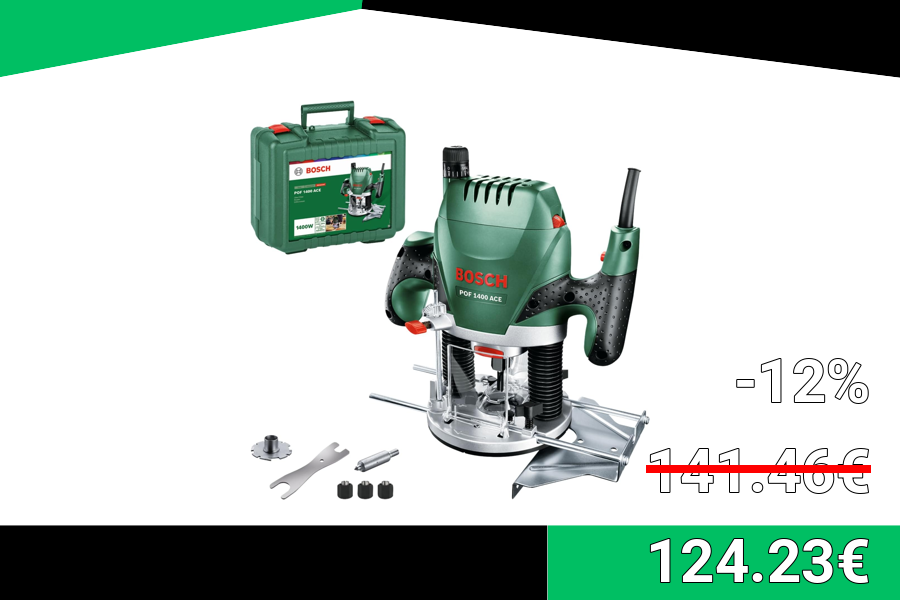 BOSCH
POF 1400 ACE
1400W
BOSCH
POF 1400 ACE
-12%
141.46€
124.23€